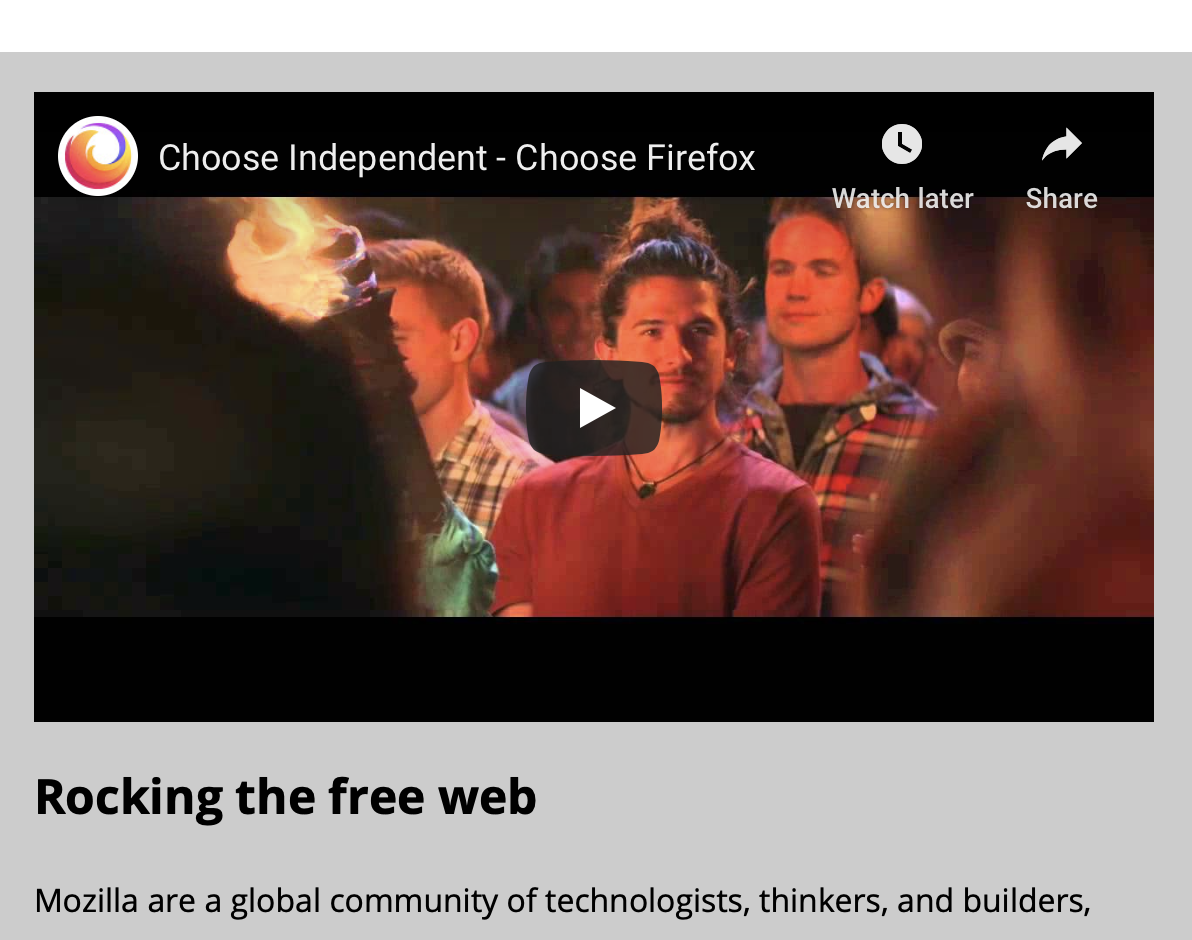 Choose Independent - Choose Firefox
Watch later
Share
Rocking the free web
Mozilla are a global community of technologists, thinkers, and builders,